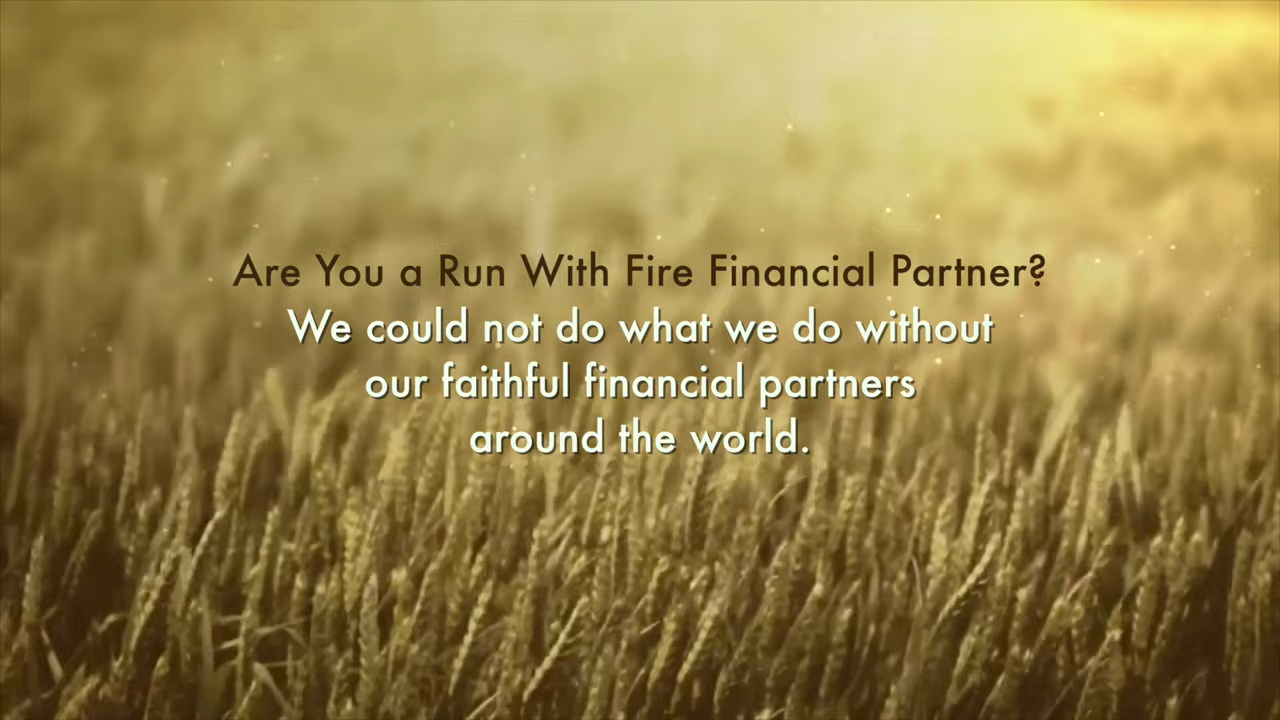 Are You a Run With Fire Financial Partner?
We could not do what we do without
our faithful financial partners
around the world.